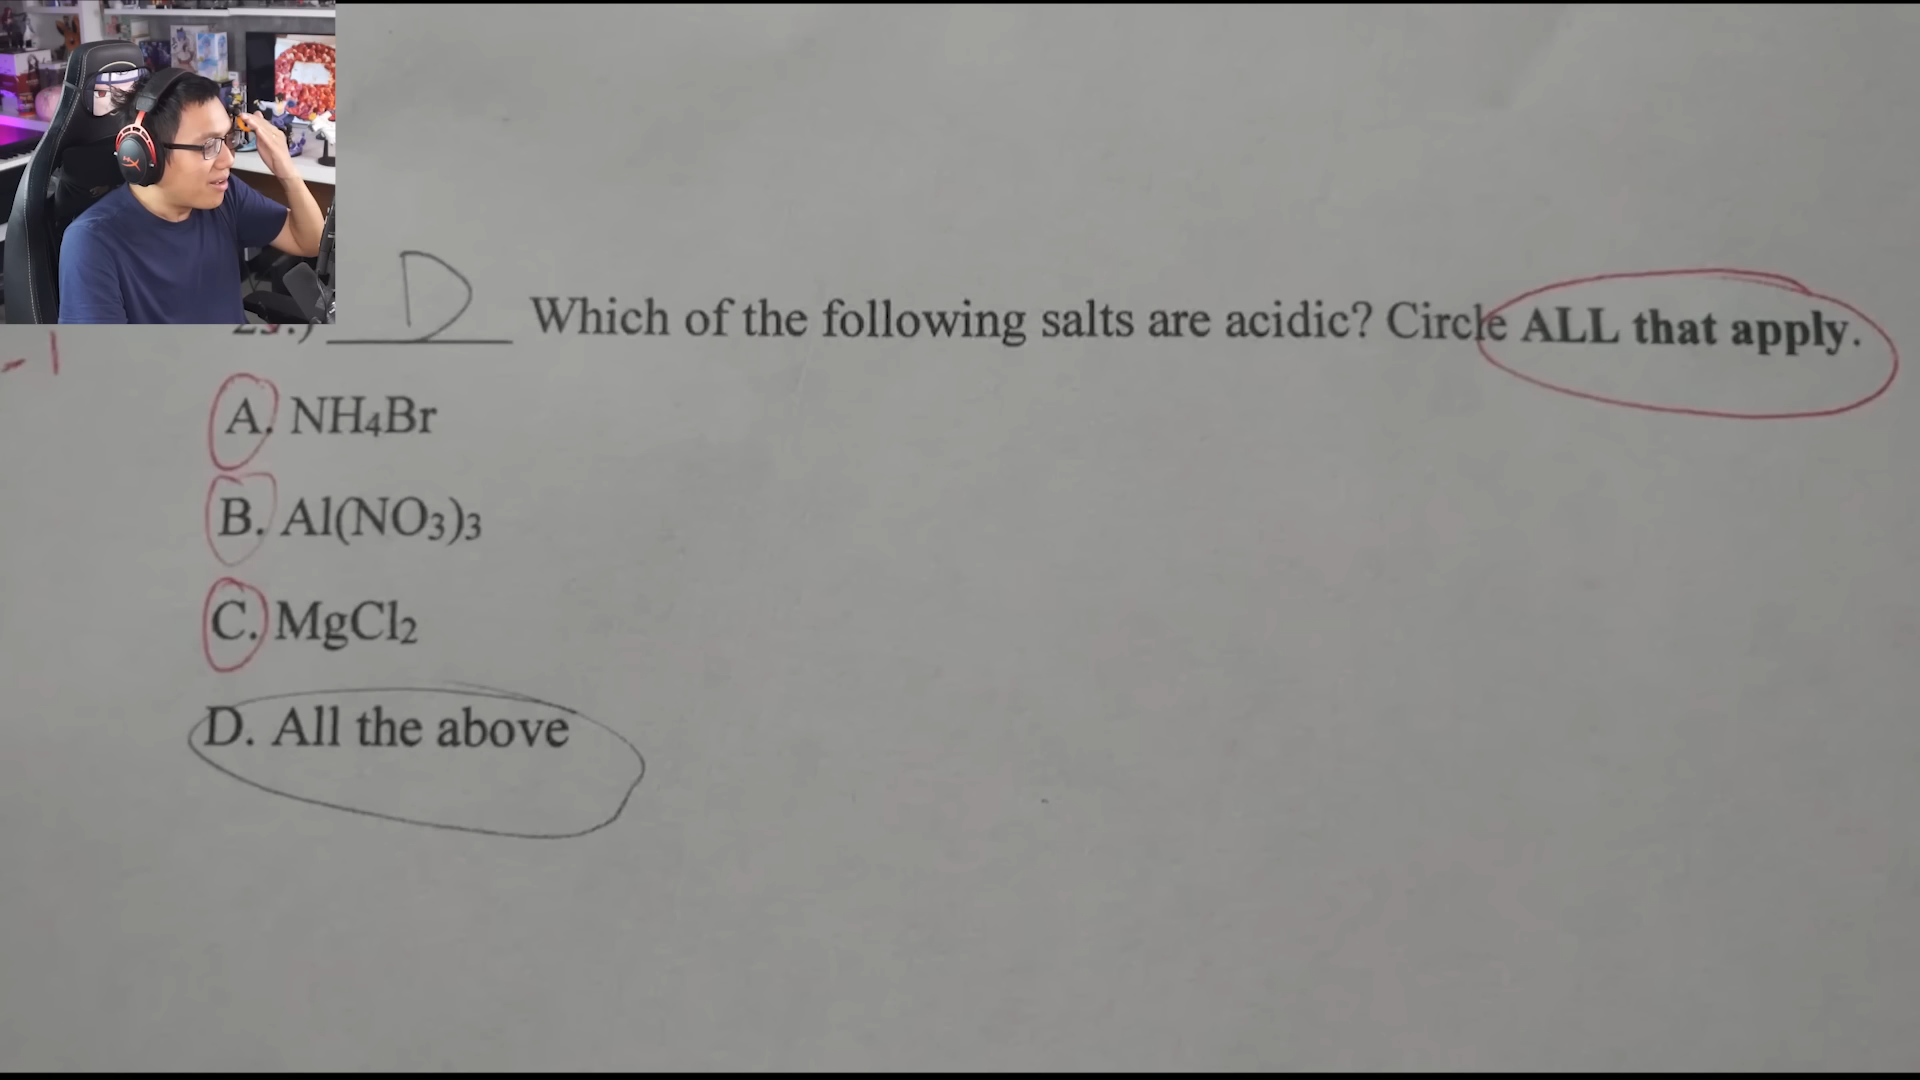 D Which of the following salts are acidic? Circle ALL that apply.
-1
A. NH₄Br
B. Al(NO₃)₃
C. MgCl₂
D. All the above